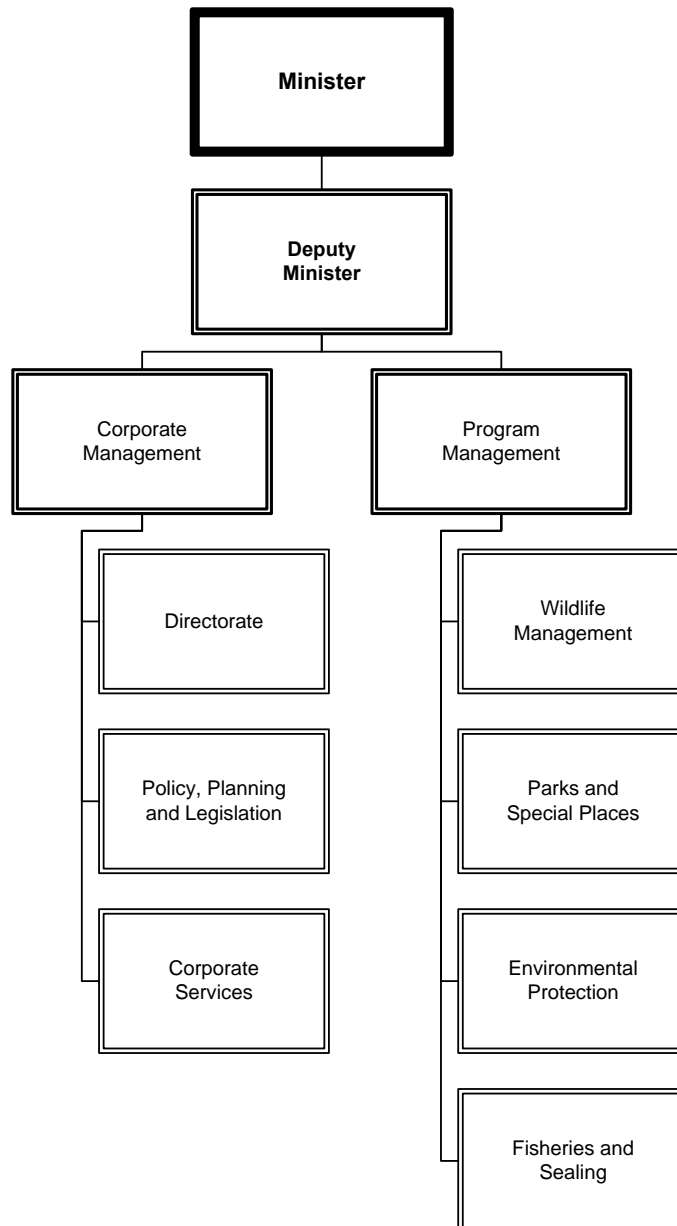 Minister
Deputy
Minister
Corporate
Management
Program
Management
Directorate
Wildlife
Management
Policy, Planning
and Legislation
Parks and
Special Places
Corporate
Services
Environmental
Protection
Fisheries and
Sealing